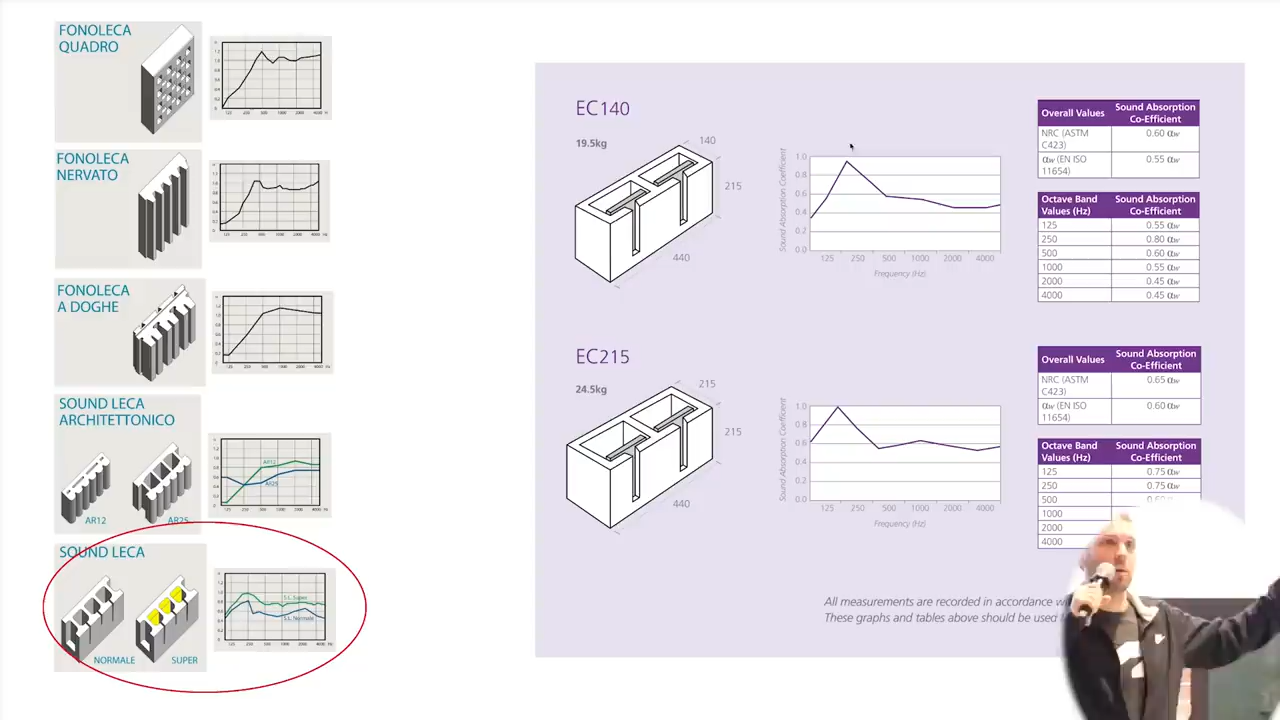 FONOLECA
QUADRO
FONOLECA
NERVATO
FONOLECA
A DOGHE
SOUND LECA
ARCHITETTONICO
AR12
AR25
AR12
AR25
SOUND LECA
NORMALE
SUPER
S.L. Super
S.L. Normale
EC140
19.5kg
140
215
440
Sound Absorption Coefficient
1.0
0.8
0.6
0.4
0.2
0.0
125 250 500 1000 2000 4000
Frequency (Hz)
Overall Values Sound Absorption Co-Efficient
NRC (ASTM C423) 0.60 αw
αw (EN ISO 11654) 0.55 αw
Octave Band Values (Hz) Sound Absorption Co-Efficient
125 0.55 αw
250 0.80 αw
500 0.60 αw
1000 0.55 αw
2000 0.45 αw
4000 0.45 αw
EC215
24.5kg
215
215
440
Sound Absorption Coefficient
1.0
0.8
0.6
0.4
0.2
0.0
125 250 500 1000 2000 4000
Frequency (Hz)
Overall Values Sound Absorption Co-Efficient
NRC (ASTM C423) 0.65 αw
αw (EN ISO 11654) 0.60 αw
Octave Band Values (Hz) Sound Absorption Co-Efficient
125 0.75 αw
250 0.75 αw
500
1000
2000
4000
All measurements are recorded in accordance
These graphs and tables above should be used